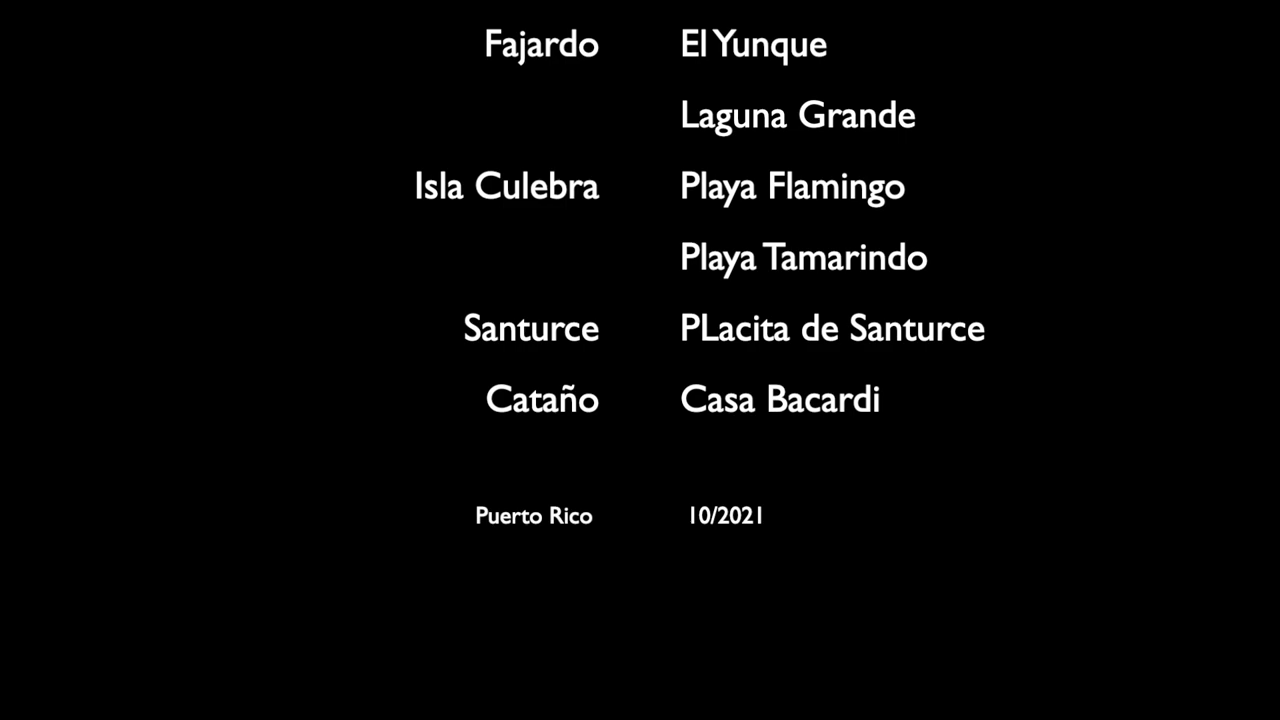 Fajardo El Yunque
Laguna Grande
Isla Culebra Playa Flamingo
Playa Tamarindo
Santurce PLacita de Santurce
Cataño Casa Bacardi
Puerto Rico 10/2021